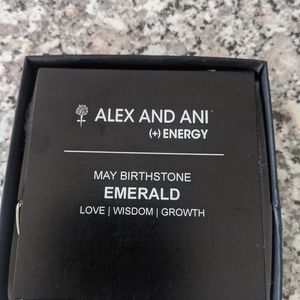 ALEX AND ANI
(+) ENERGY
MAY BIRTHSTONE
EMERALD
LOVE | WISDOM | GROWTH